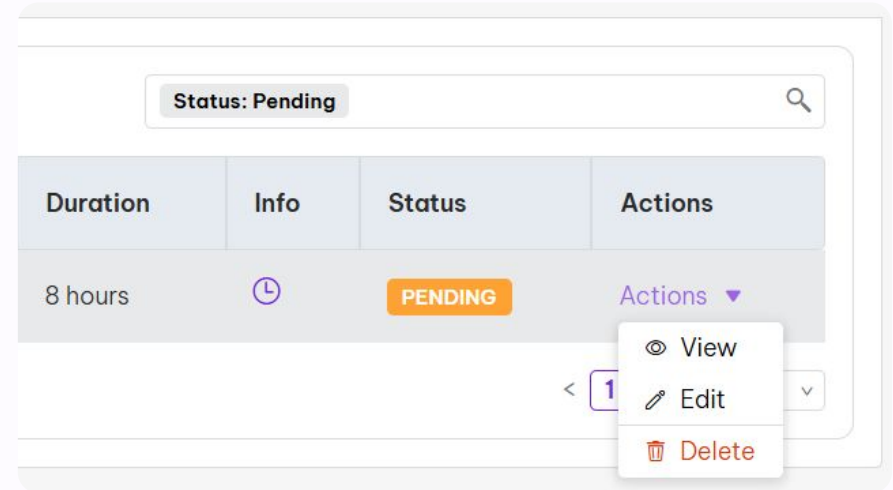 Status: Pending
Duration Info Status Actions
8 hours PENDING Actions
View
< 1
Edit
Delete